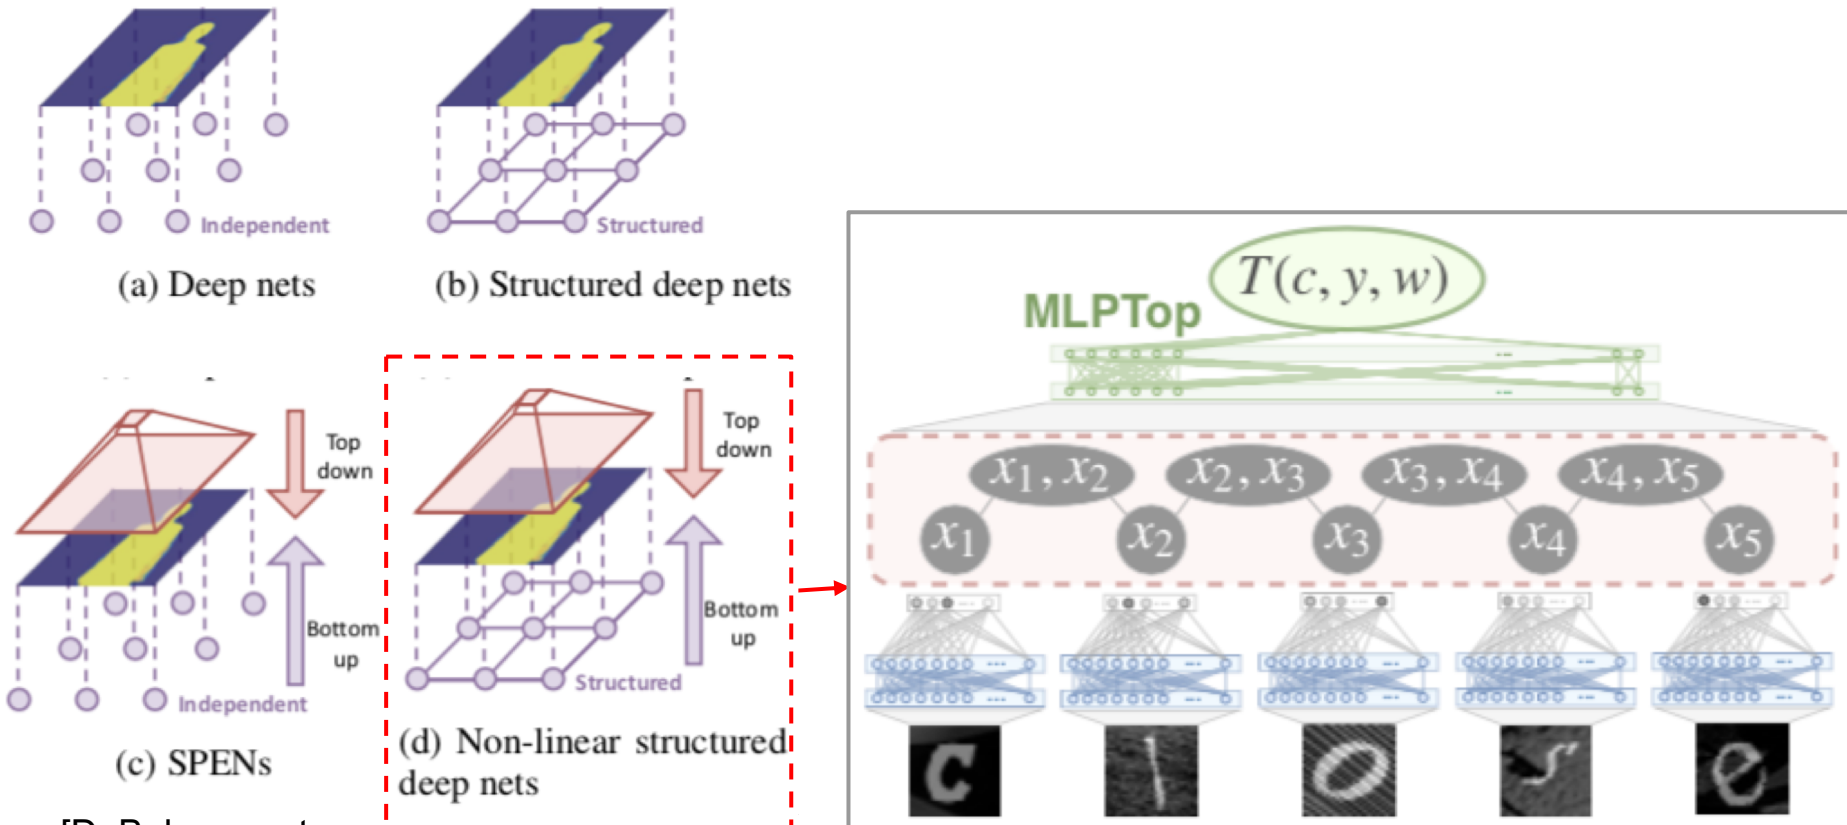 Independent
(a) Deep nets
Structured
(b) Structured deep nets
Top
down
Bottom
up
Independent
(c) SPENs
Top
down
Bottom
up
Structured
(d) Non-linear structured
deep nets
T(c, y, w)
MLPTop
x₁, x₂
x₂, x₃
x₃, x₄
x₄, x₅
x₁
x₂
x₃
x₄
x₅
c
l
o
s
e